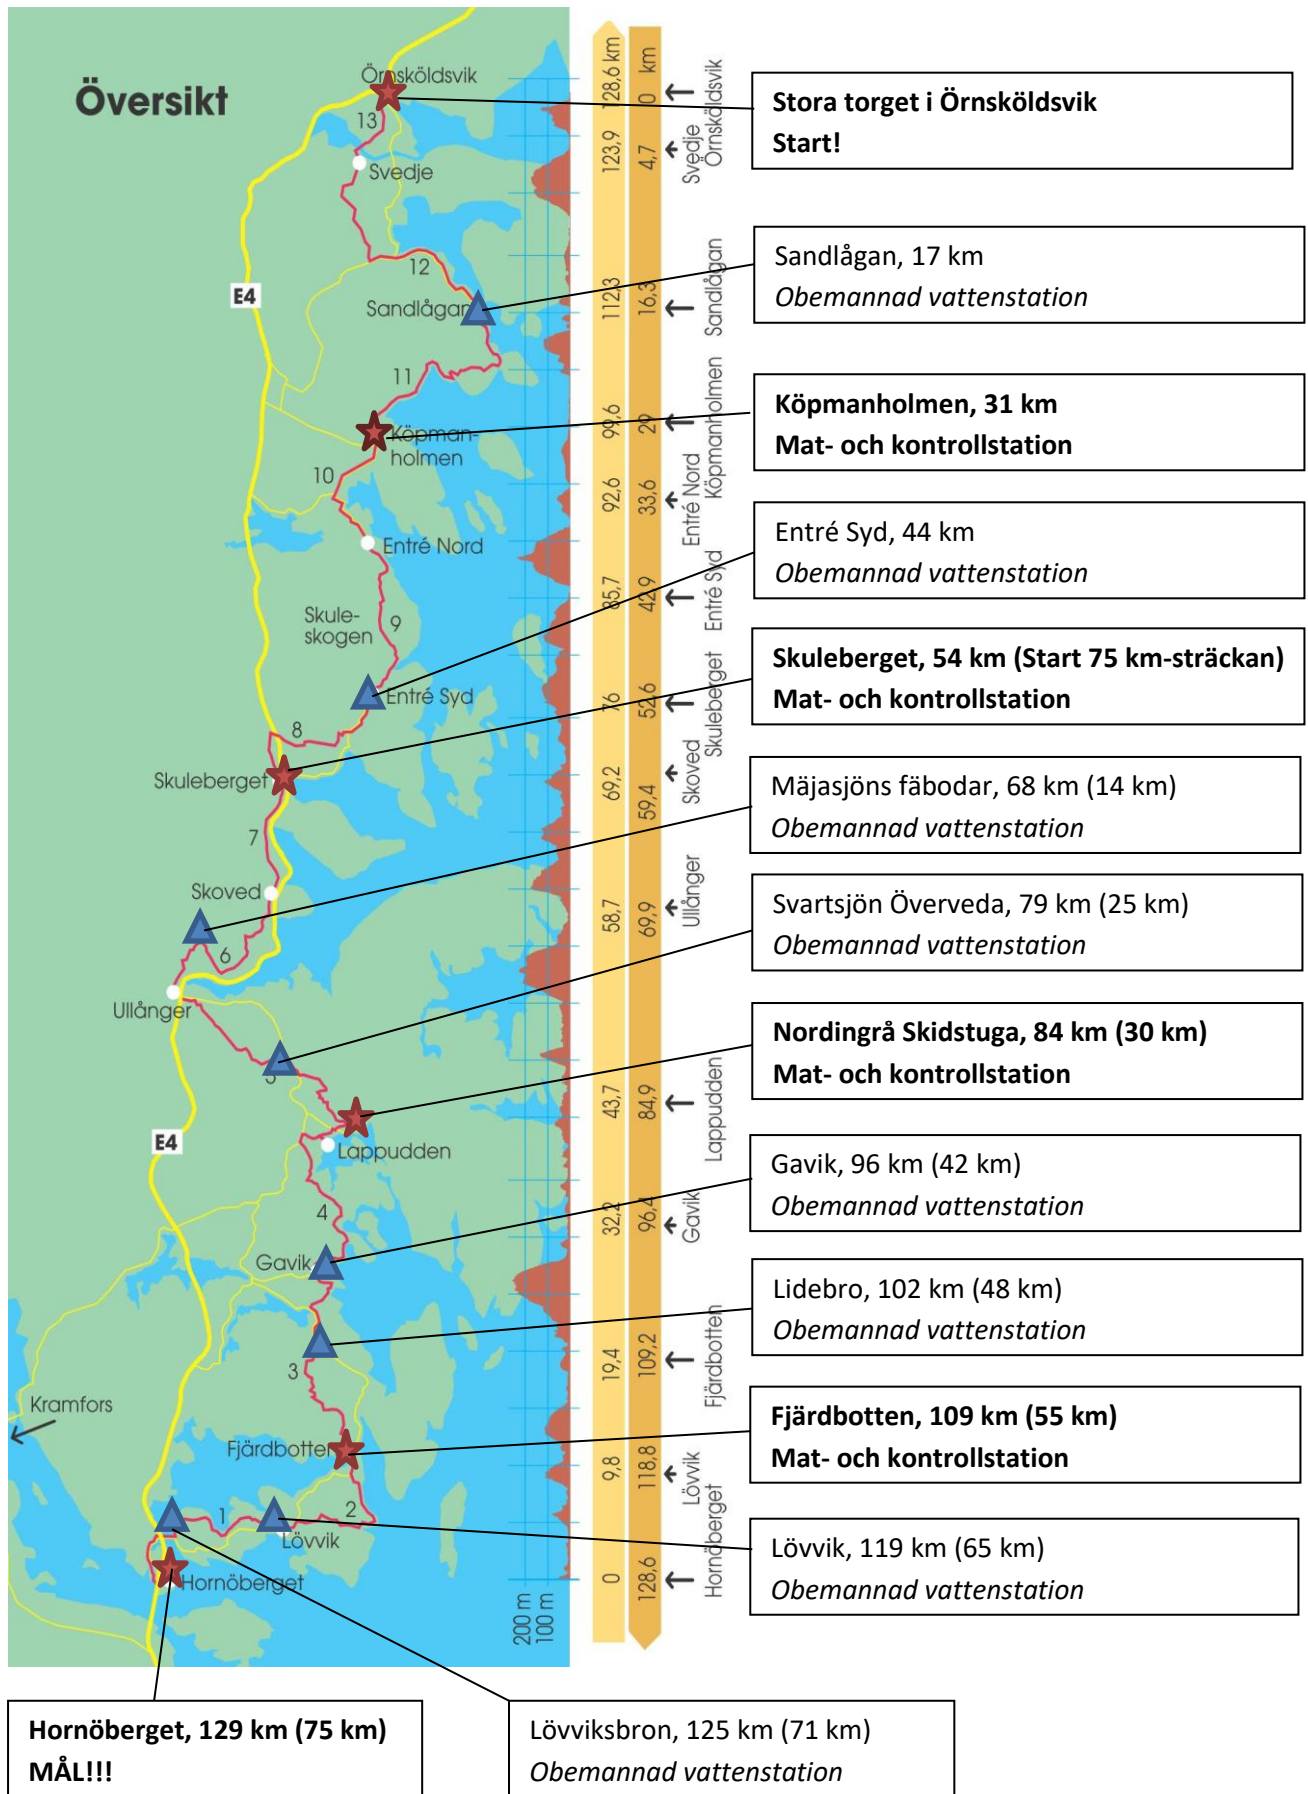 Översikt
Örnsköldsvik
13
Svedje
12
E4
Sandlågan
11
Köpman-
holmen
10
Entré Nord
Skule-
skogen
9
Entré Syd
8
Skuleberget
7
Skoved
6
Ullånger
5
E4
Lappudden
4
Gavik
3
Kramfors
Fjärdbotten
1
2
Lövvik
Hornöberget
200 m
100 m
128,6 km
123,9
112,3
99,6
92,6
85,7
76
69,2
58,7
43,7
32,2
19,4
9,8
0
0 km
4,7
16,3
29
33,6
42,9
52,6
59,4
69,9
84,9
96,4
109,2
118,8
128,6
Örnsköldsvik
Svedje
Sandlågan
Köpmanholmen
Entré Nord
Entré Syd
Skuleberget
Skoved
Ullånger
Lappudden
Gavik
Fjärdbotten
Lövvik
Hornöberget
Stora torget i Örnsköldsvik
Start!
Sandlågan, 17 km
Obemannad vattenstation
Köpmanholmen, 31 km
Mat- och kontrollstation
Entré Syd, 44 km
Obemannad vattenstation
Skuleberget, 54 km (Start 75 km-sträckan)
Mat- och kontrollstation
Mäjasjöns fäbodar, 68 km (14 km)
Obemannad vattenstation
Svartsjön Överveda, 79 km (25 km)
Obemannad vattenstation
Nordingrå Skidstuga, 84 km (30 km)
Mat- och kontrollstation
Gavik, 96 km (42 km)
Obemannad vattenstation
Lidebro, 102 km (48 km)
Obemannad vattenstation
Fjärdbotten, 109 km (55 km)
Mat- och kontrollstation
Lövvik, 119 km (65 km)
Obemannad vattenstation
Hornöberget, 129 km (75 km)
MÅL!!!
Lövviksbron, 125 km (71 km)
Obemannad vattenstation